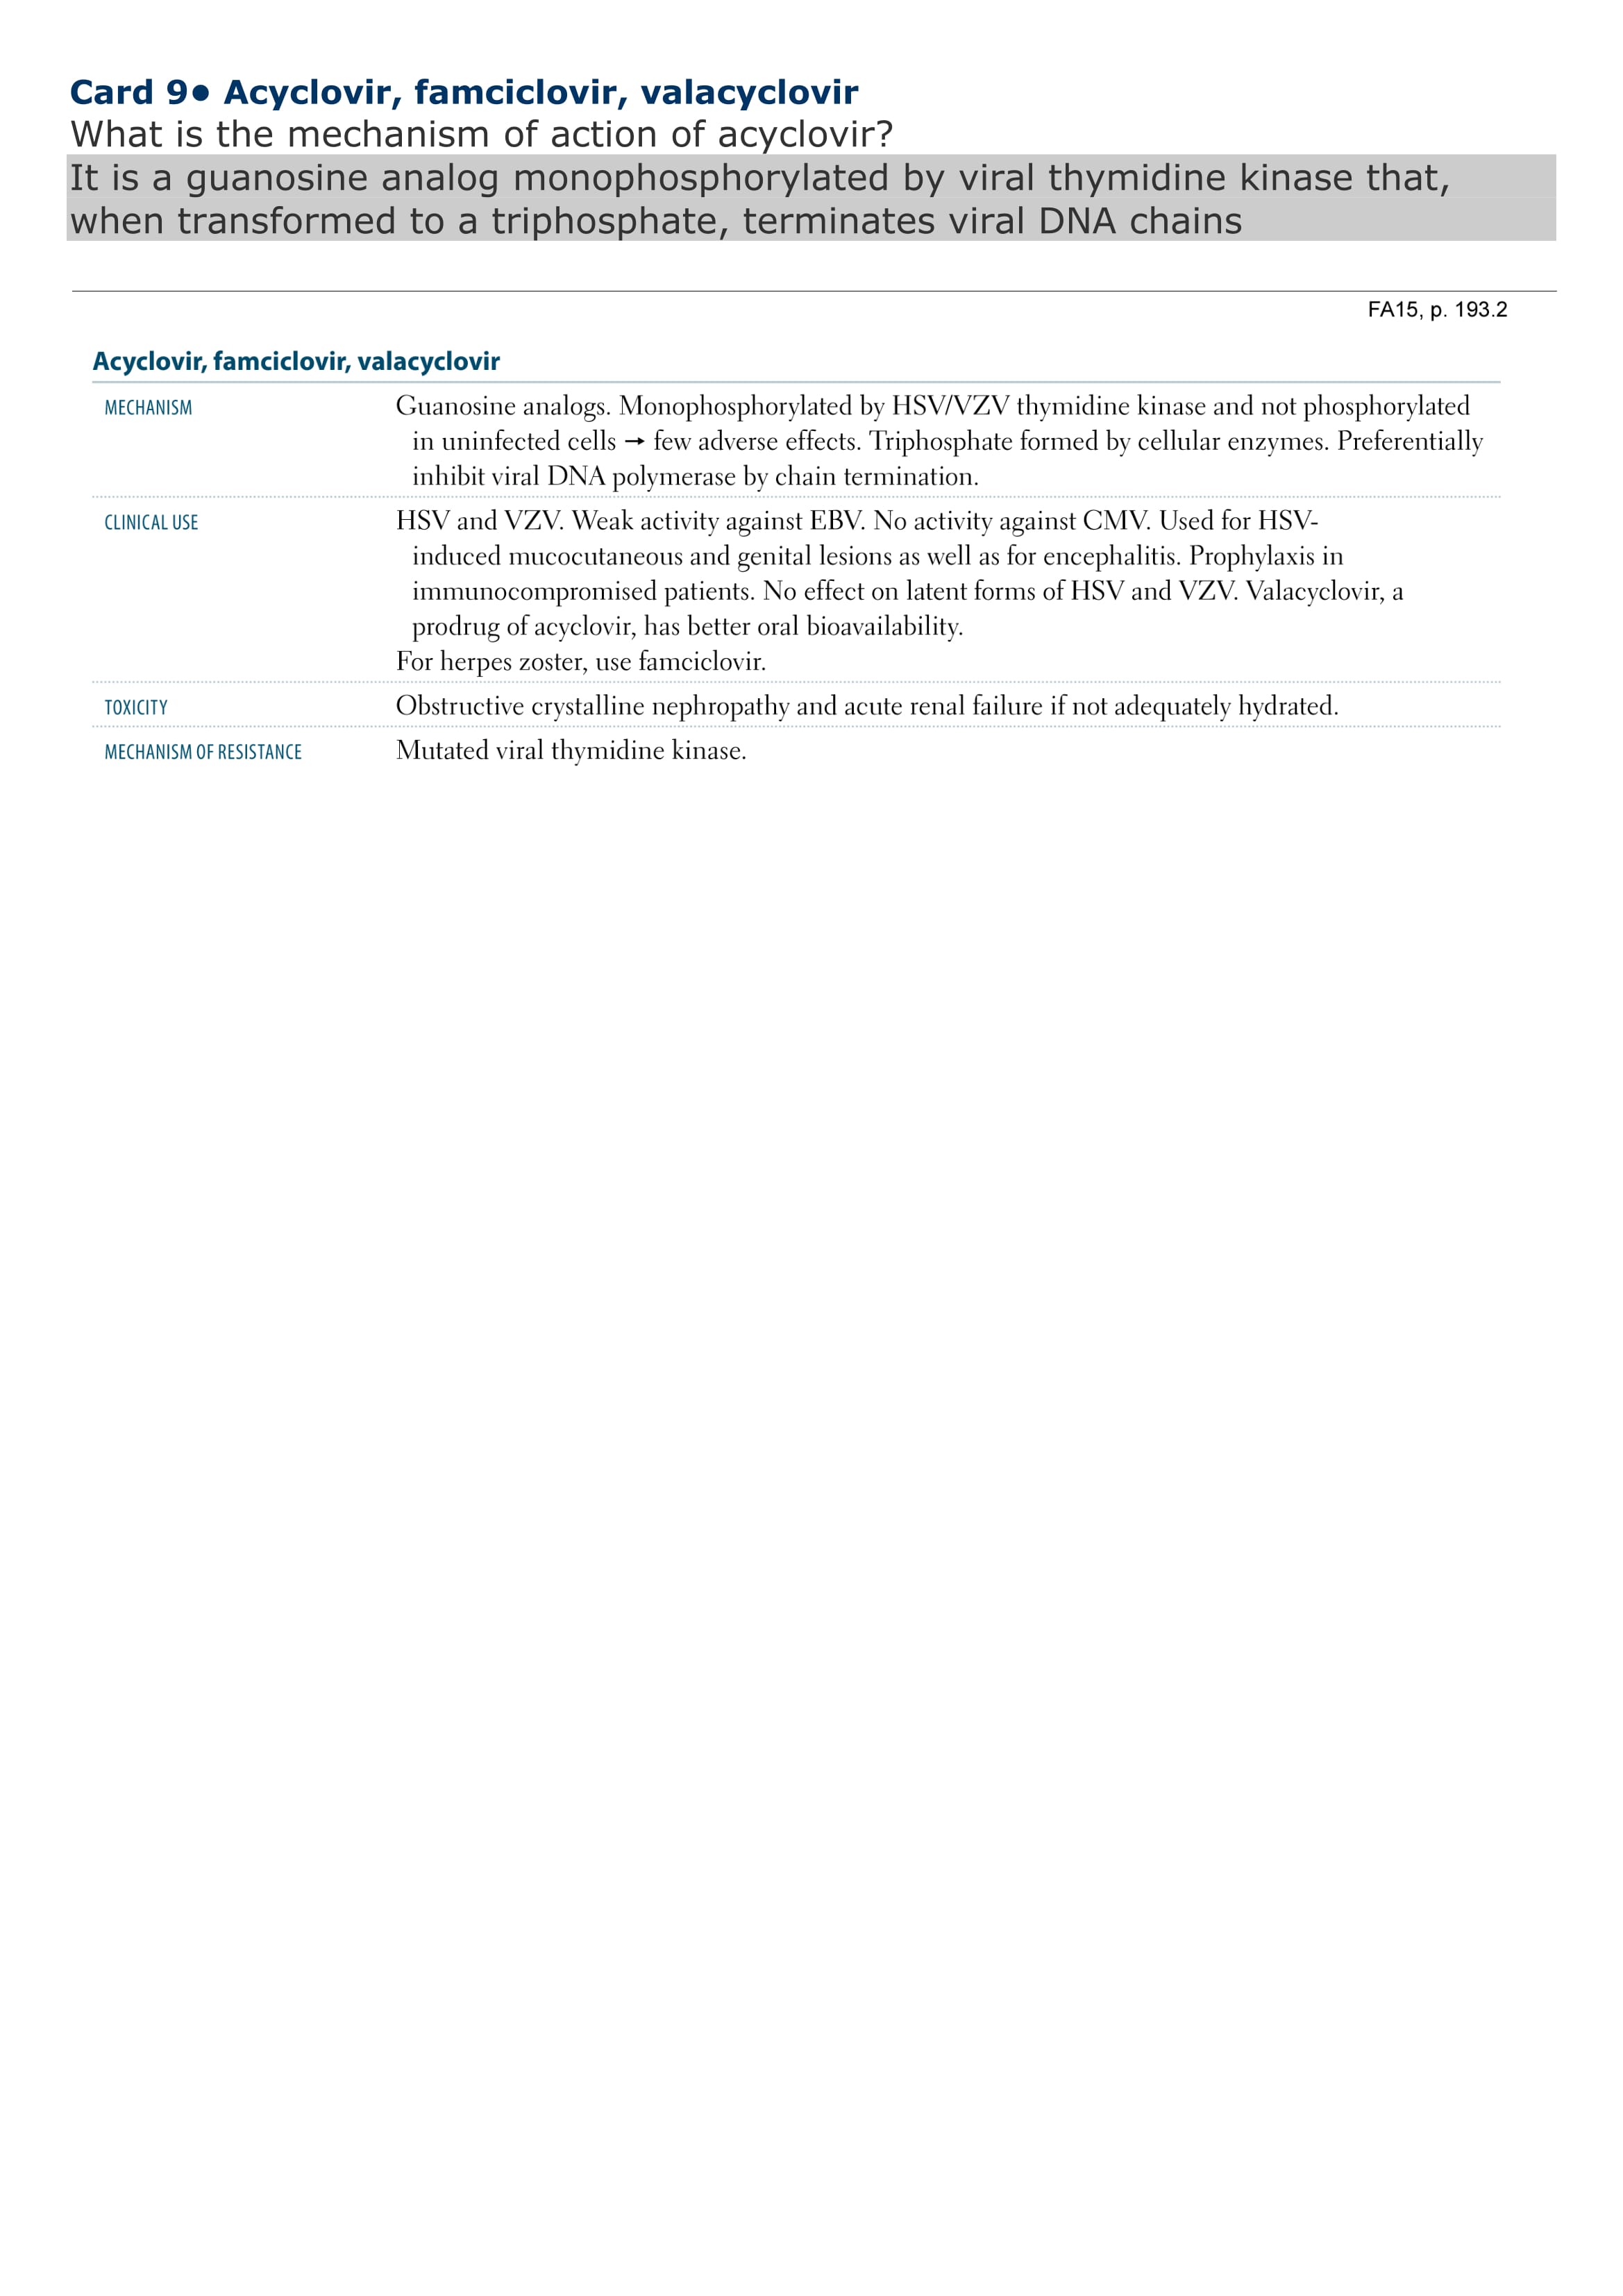 Card 9● Acyclovir, famciclovir, valacyclovir
What is the mechanism of action of acyclovir?
It is a guanosine analog monophosphorylated by viral thymidine kinase that,
when transformed to a triphosphate, terminates viral DNA chains
FA15, p. 193.2
Acyclovir, famciclovir, valacyclovir
MECHANISM Guanosine analogs. Monophosphorylated by HSV/VZV thymidine kinase and not phosphorylated
in uninfected cells → few adverse effects. Triphosphate formed by cellular enzymes. Preferentially
inhibit viral DNA polymerase by chain termination.
CLINICAL USE HSV and VZV. Weak activity against EBV. No activity against CMV. Used for HSV-
induced mucocutaneous and genital lesions as well as for encephalitis. Prophylaxis in
immunocompromised patients. No effect on latent forms of HSV and VZV. Valacyclovir, a
prodrug of acyclovir, has better oral bioavailability.
For herpes zoster, use famciclovir.
TOXICITY Obstructive crystalline nephropathy and acute renal failure if not adequately hydrated.
MECHANISM OF RESISTANCE Mutated viral thymidine kinase.